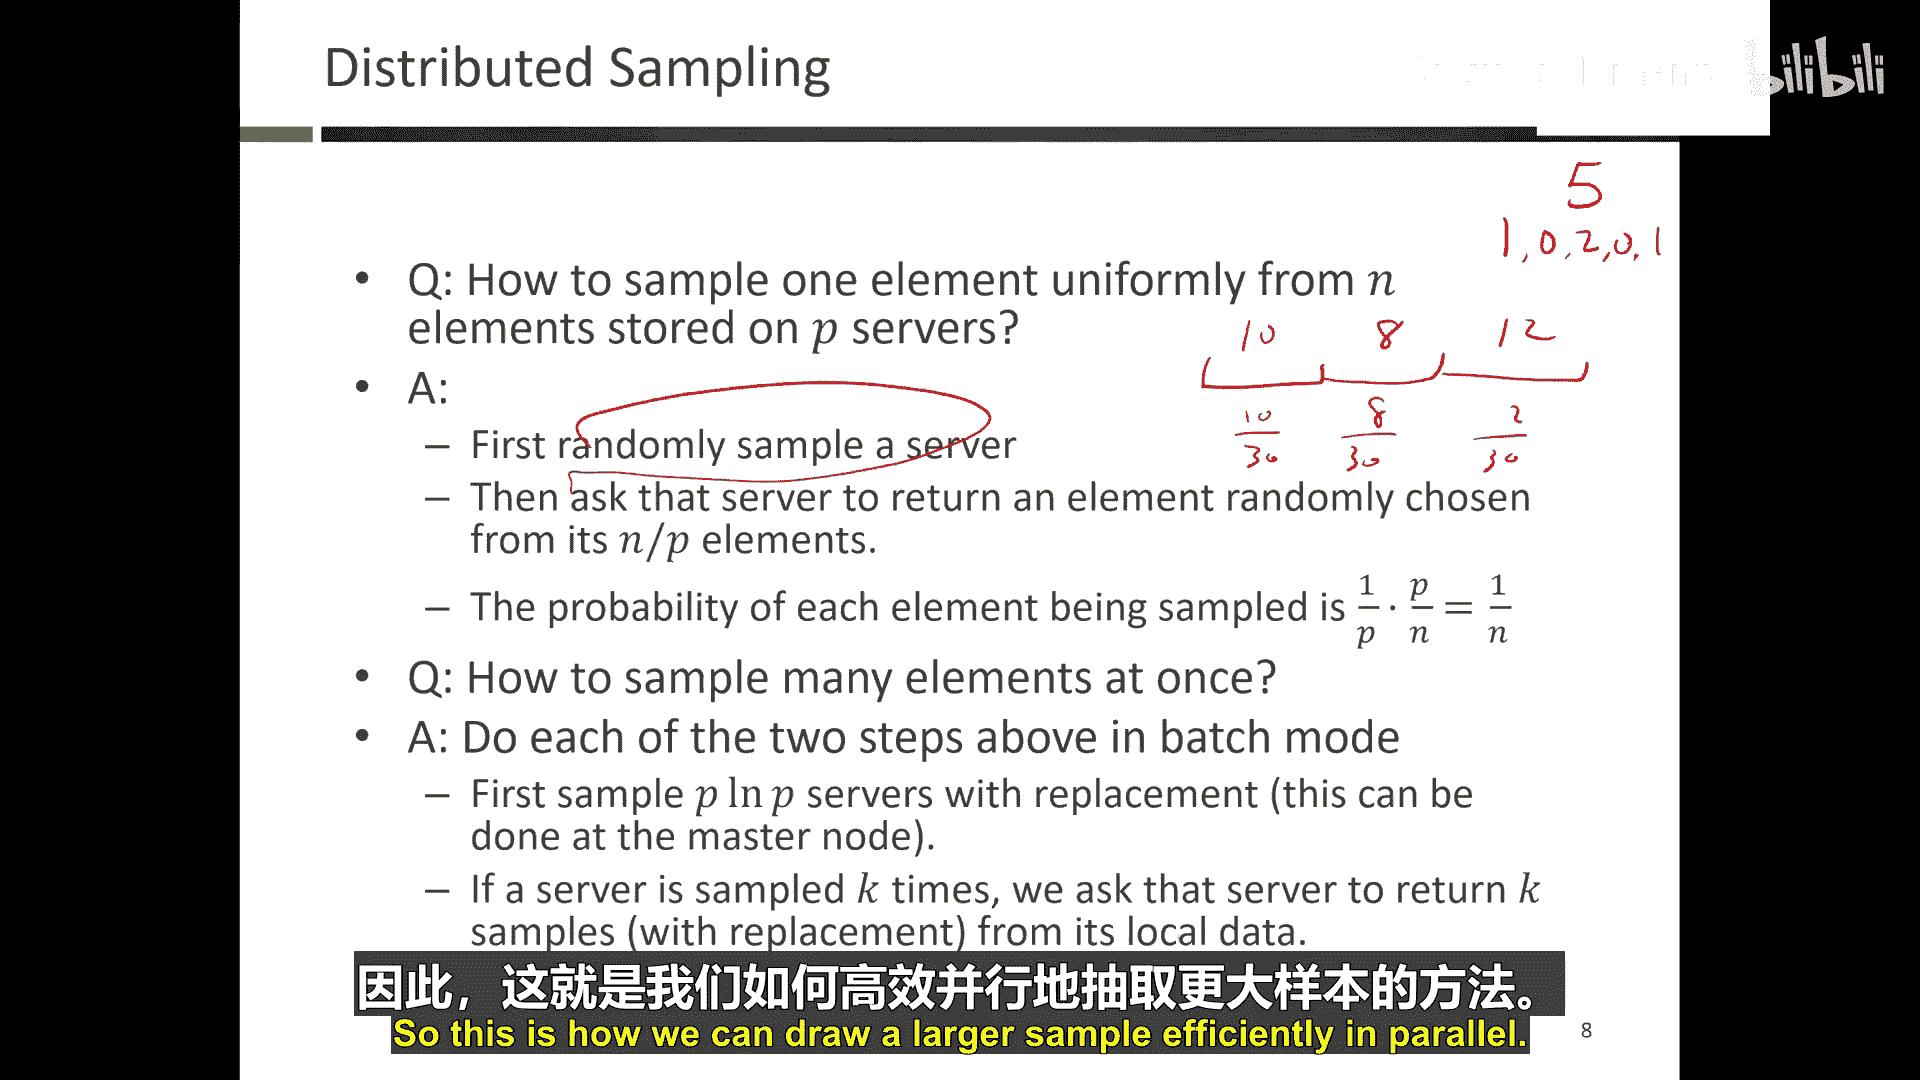 Distributed Sampling
bilibili
5
1,0,2,0,1
• Q: How to sample one element uniformly from n
elements stored on p servers?
10 8 12
• A:
10/30 8/30 2/30
– First randomly sample a server
– Then ask that server to return an element randomly chosen
from its n/p elements.
– The probability of each element being sampled is 1/p · p/n = 1/n
• Q: How to sample many elements at once?
• A: Do each of the two steps above in batch mode
– First sample p ln p servers with replacement (this can be
done at the master node).
– If a server is sampled k times, we ask that server to return k
samples (with replacement) from its local data.
因此，这就是我们如何高效并行地抽取更大样本的方法。
So this is how we can draw a larger sample efficiently in parallel.
8